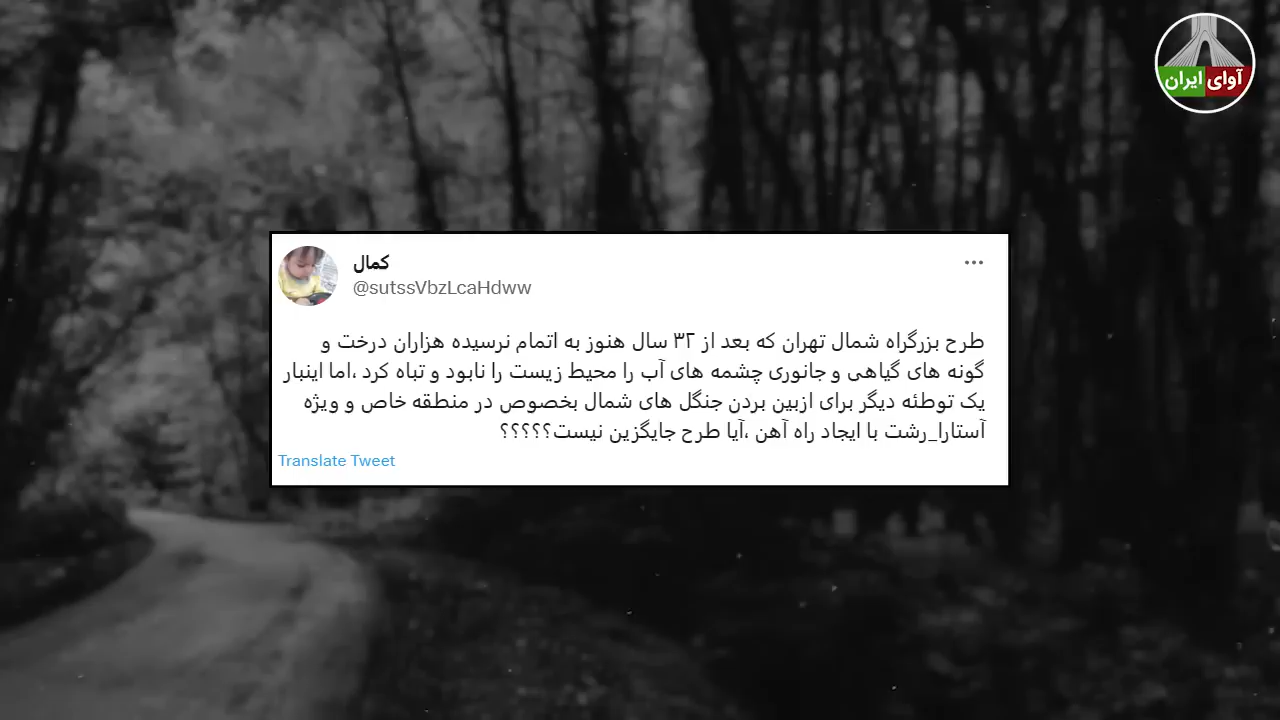 آوای ایران
کمال
@sutssVbzLcaHdww
طرح بزرگراه شمال تهران که بعد از ۳۲ سال هنوز به اتمام نرسیده هزاران درخت و
گونه های گیاهی و جانوری چشمه های آب را محیط زیست را نابود و تباه کرد ،اما اینبار
یک توطئه دیگر برای ازبین بردن جنگل های شمال بخصوص در منطقه خاص و ویژه
آستارا_رشت با ایجاد راه آهن ،آیا طرح جایگزین نیست؟؟؟؟؟
Translate Tweet